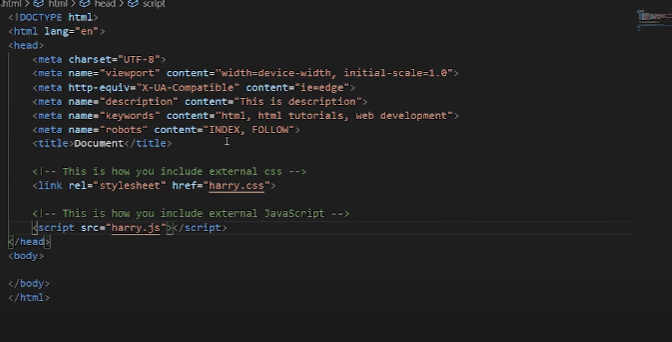 .html > html > head > script
<!DOCTYPE html>
<html lang="en">
<head>
<meta charset="UTF-8">
<meta name="viewport" content="width=device-width, initial-scale=1.0">
<meta http-equiv="X-UA-Compatible" content="ie=edge">
<meta name="description" content="This is description">
<meta name="keywords" content="html, html tutorials, web development">
<meta name="robots" content="INDEX, FOLLOW">
<title>Document</title>
<!-- This is how you include external css -->
<link rel="stylesheet" href="harry.css">
<!-- This is how you include external JavaScript -->
<script src="harry.js"></script>
</head>
<body>
</body>
</html>